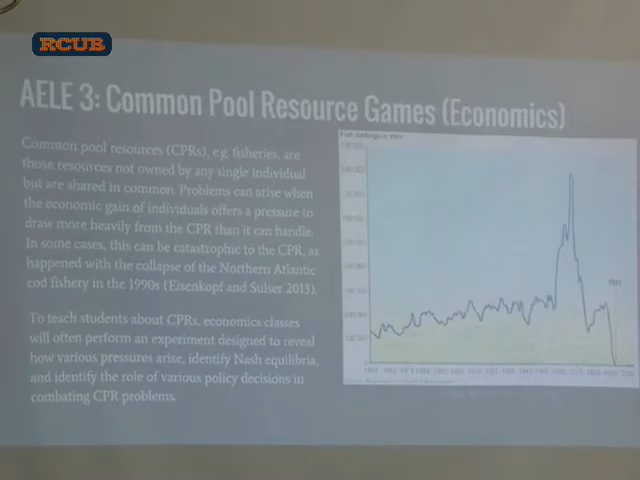 RCUB
AELE 3: Common Pool Resource Games (Economics)
Common pool resources (CPRs), e.g. fisheries, are
those resources not owned by any single individual
but are shared in common. Problems can arise when
the economic gain of individuals offers a pressure to
draw more heavily from the CPR than it can handle.
In some cases, this can be catastrophic to the CPR, as
happened with the collapse of the Northern Atlantic
cod fishery in the 1990s (Eisenkopf and Sulser 2013).
To teach students about CPRs, economics classes
will often perform an experiment designed to reveal
how various pressures arise, identify Nash equilibria,
and identify the role of various policy decisions in
combating CPR problems.
Fish landings in tons